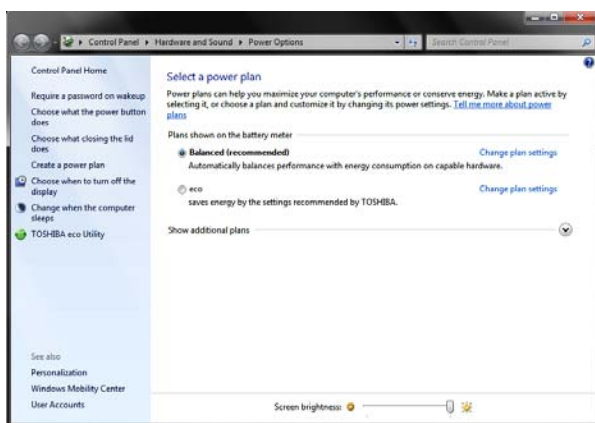 Control Panel ▸ Hardware and Sound ▸ Power Options
Search Control Panel
Control Panel Home
Require a password on wakeup
Choose what the power button
does
Choose what closing the lid
does
Create a power plan
Choose when to turn off the
display
Change when the computer
sleeps
TOSHIBA eco Utility
See also
Personalization
Windows Mobility Center
User Accounts
Select a power plan
Power plans can help you maximize your computer's performance or conserve energy. Make a plan active by
selecting it, or choose a plan and customize it by changing its power settings. Tell me more about power
plans
Plans shown on the battery meter
Balanced (recommended) Change plan settings
Automatically balances performance with energy consumption on capable hardware.
eco Change plan settings
saves energy by the settings recommended by TOSHIBA.
Show additional plans
Screen brightness: